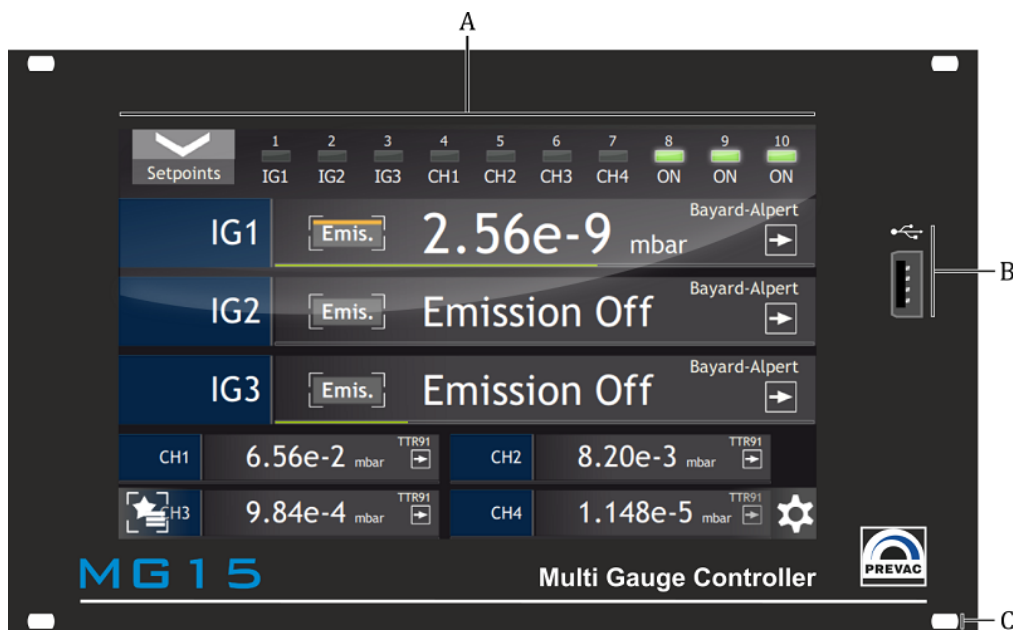 A
1 2 3 4 5 6 7 8 9 10
Setpoints IG1 IG2 IG3 CH1 CH2 CH3 CH4 ON ON ON
IG1 Emis. 2.56e-9 mbar Bayard-Alpert
B
IG2 Emis. Emission Off Bayard-Alpert
IG3 Emis. Emission Off Bayard-Alpert
CH1 6.56e-2 mbar TTR91 CH2 8.20e-3 mbar TTR91
CH3 9.84e-4 mbar TTR91 CH4 1.148e-5 mbar TTR91
MG15 Multi Gauge Controller PREVAC
C